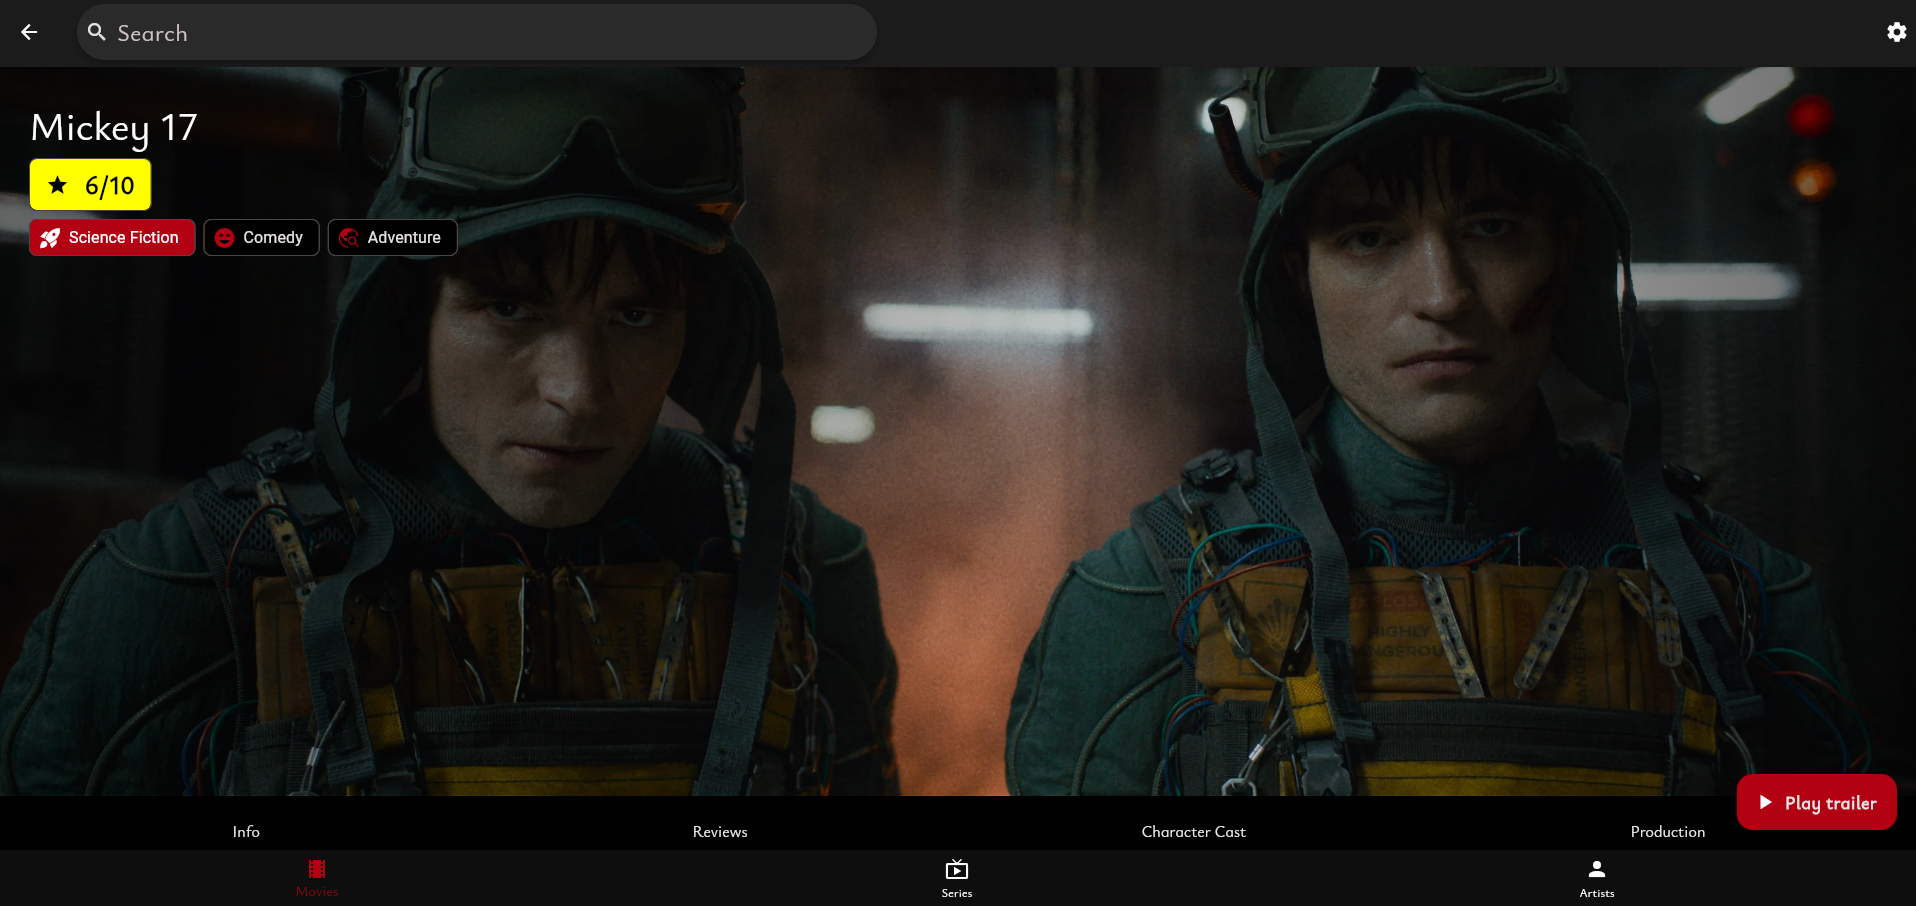 Search
Mickey 17
6/10
Science Fiction
Comedy
Adventure
HIGHLY
Play trailer
Info
Reviews
Character Cast
Production
Movies
Series
Artists